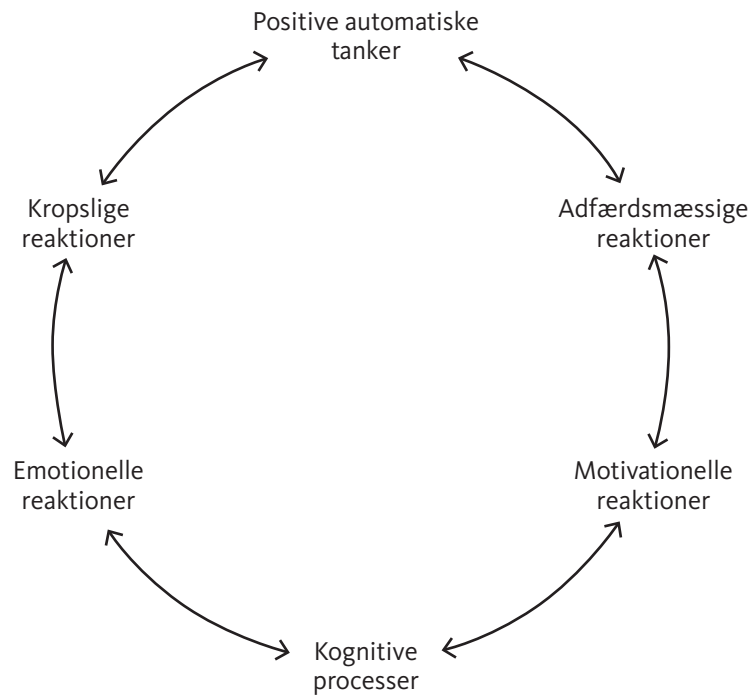 Positive automatiske
tanker
Kropslige
reaktioner
Adfærdsmæssige
reaktioner
Emotionelle
reaktioner
Motivationelle
reaktioner
Kognitive
processer